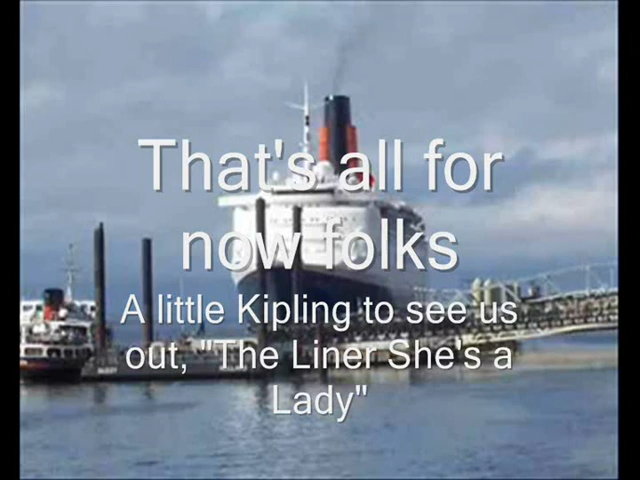 That's all for
now folks
A little Kipling to see us
out, "The Liner She's a
Lady"